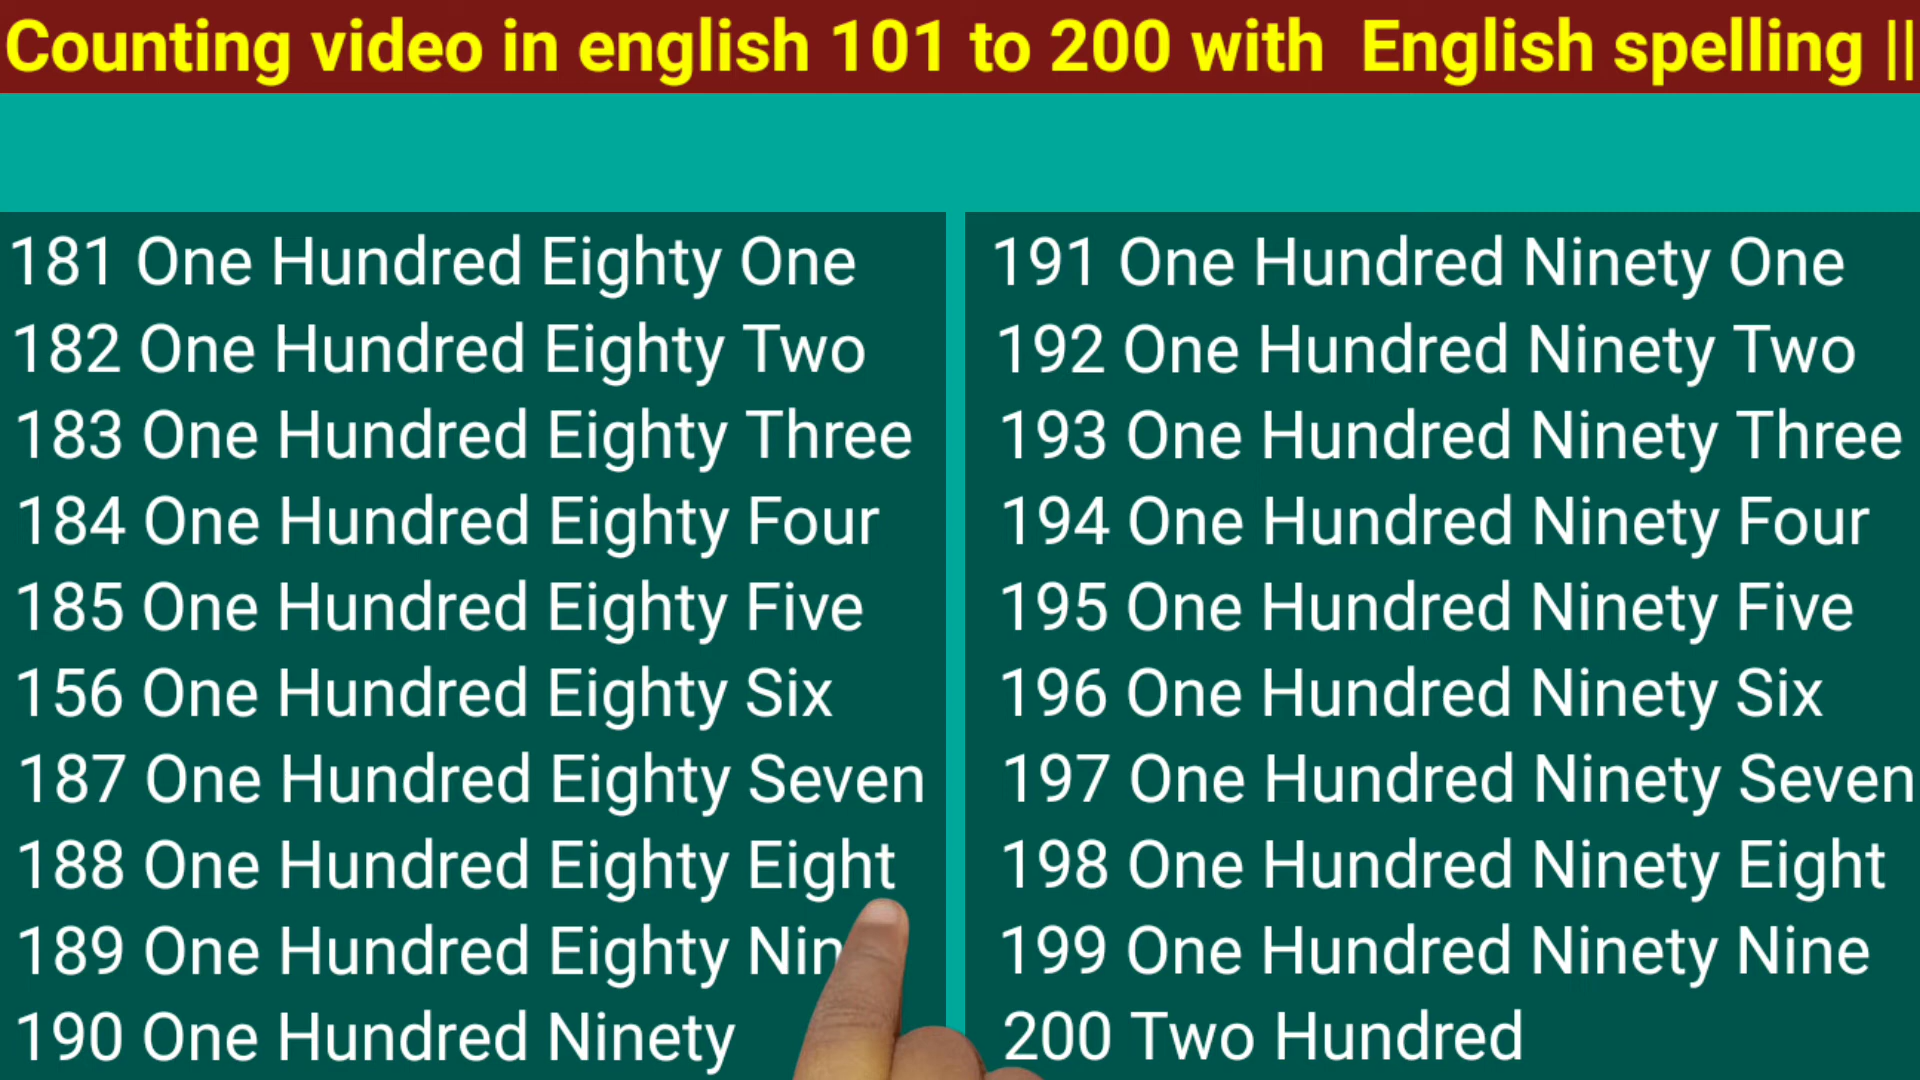 Counting video in english 101 to 200 with English spelling ||
181 One Hundred Eighty One
182 One Hundred Eighty Two
183 One Hundred Eighty Three
184 One Hundred Eighty Four
185 One Hundred Eighty Five
156 One Hundred Eighty Six
187 One Hundred Eighty Seven
188 One Hundred Eighty Eight
189 One Hundred Eighty Nin
190 One Hundred Ninety
191 One Hundred Ninety One
192 One Hundred Ninety Two
193 One Hundred Ninety Three
194 One Hundred Ninety Four
195 One Hundred Ninety Five
196 One Hundred Ninety Six
197 One Hundred Ninety Seven
198 One Hundred Ninety Eight
199 One Hundred Ninety Nine
200 Two Hundred